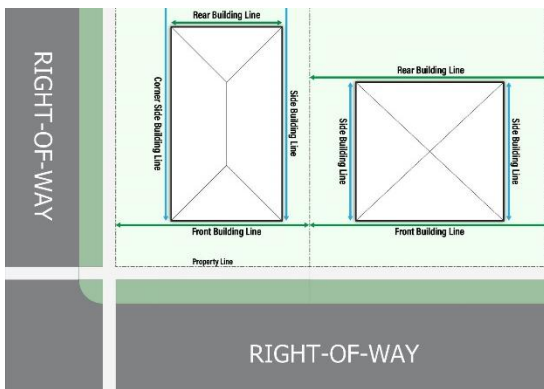 Rear Building Line
RIGHT-OF-WAY
Corner Side Building Line
Side Building Line
Rear Building Line
Side Building Line
Side Building Line
Front Building Line
Front Building Line
Property Line
RIGHT-OF-WAY